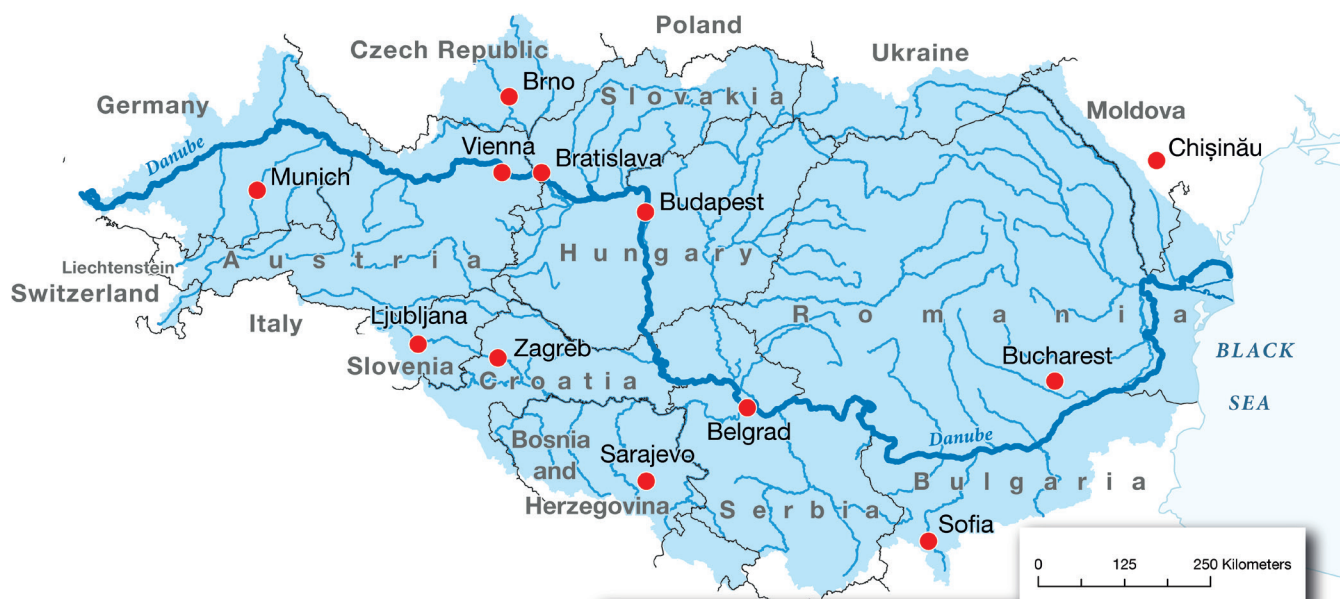 Poland
Czech Republic
Ukraine
Brno
Slovakia
Germany
Moldova
Danube
Vienna
Bratislava
Chișinău
Munich
Budapest
Liechtenstein
Austria
Hungary
Switzerland
Italy
Ljubljana
Romania
Zagreb
Slovenia
Bucharest
BLACK
SEA
Croatia
Belgrad
Danube
Bosnia
and
Herzegovina
Sarajevo
Serbia
Bulgaria
Sofia
0 125 250 Kilometers